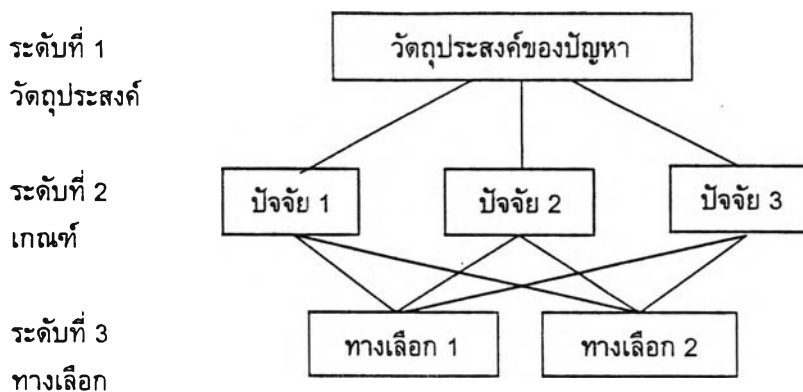 ระดับที่ 1
วัตถุประสงค์
วัตถุประสงค์ของปัญหา
ระดับที่ 2
เกณฑ์
ปัจจัย 1
ปัจจัย 2
ปัจจัย 3
ระดับที่ 3
ทางเลือก
ทางเลือก 1
ทางเลือก 2